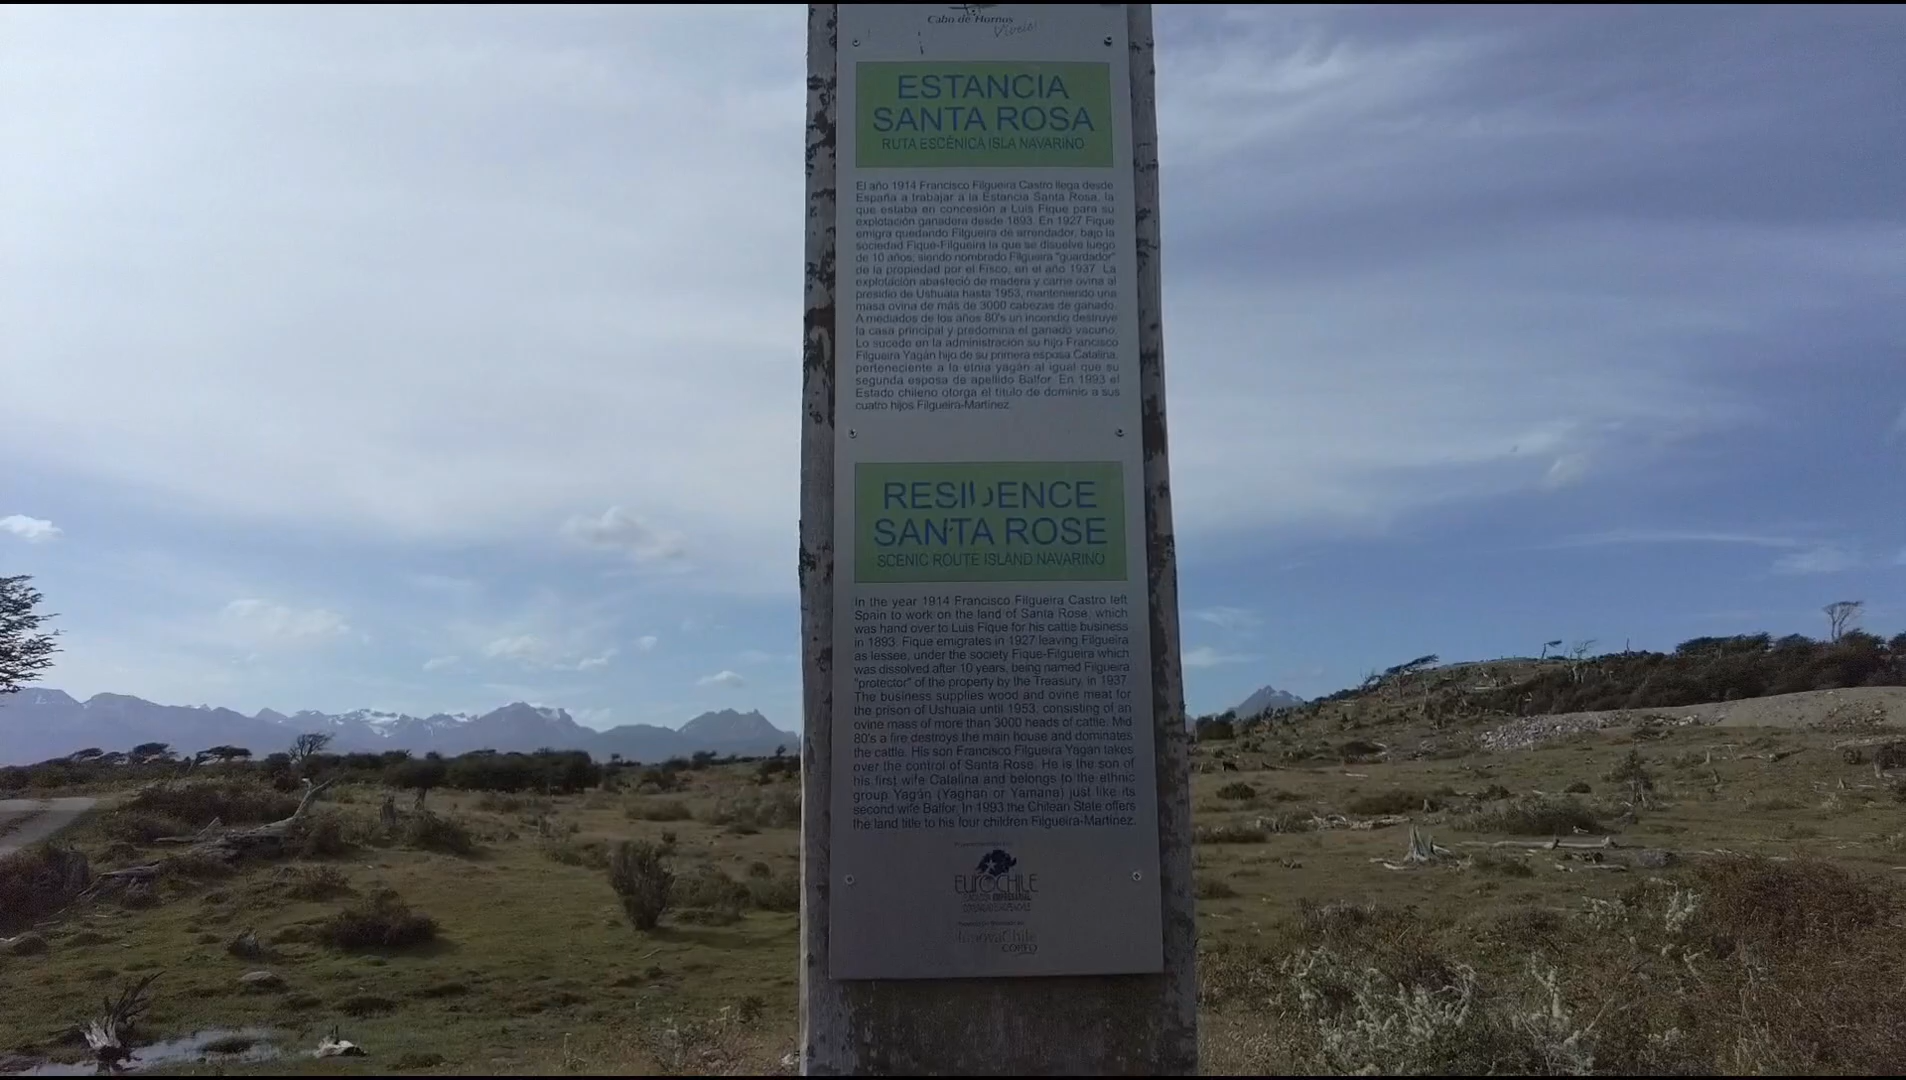 Cabo de Hornos
Vívelo!
ESTANCIA
SANTA ROSA
RUTA ESCÉNICA ISLA NAVARINO
El año 1914 Francisco Filgueira Castro llega desde
España a trabajar a la Estancia Santa Rosa, la
que estaba en concesión a Luis Fique para su
explotación ganadera desde 1893. En 1927 Fique
emigra quedando Filgueira de arrendador, bajo la
sociedad Fique-Filgueira la que se disuelve luego
de 10 años, siendo nombrado Filgueira "guardador"
de la propiedad por el Fisco, en el año 1937. La
explotación abasteció de madera y carne ovina al
presidio de Ushuaia hasta 1953, manteniendo una
masa ovina de más de 3000 cabezas de ganado.
A mediados de los años 80's un incendio destruye
la casa principal y predomina el ganado vacuno.
Lo sucede en la administración su hijo Francisco
Filgueira Yagán hijo de su primera esposa Catalina,
perteneciente a la etnia yagán al igual que su
segunda esposa de apellido Balfor. En 1993 el
Estado chileno otorga el título de dominio a sus
cuatro hijos Filgueira-Martínez.
RESIDENCE
SANTA ROSE
SCENIC ROUTE ISLAND NAVARINO
In the year 1914 Francisco Filgueira Castro left
Spain to work on the land of Santa Rose, which
was hand over to Luis Fique for his cattle business
in 1893. Fique emigrates in 1927 leaving Filgueira
as lessee, under the society Fique-Filgueira which
was dissolved after 10 years, being named Filgueira
"protector" of the property by the Treasury, in 1937.
The business supplies wood and ovine meat for
the prison of Ushuaia until 1953, consisting of an
ovine mass of more than 3000 heads of cattle. Mid
80's a fire destroys the main house and dominates
the cattle. His son Francisco Filgueira Yagan takes
over the control of Santa Rose. He is the son of
his first wife Catalina and belongs to the ethnic
group Yagán (Yaghan or Yamana) just like its
second wife Balfor. In 1993 the Chilean State offers
the land title to his four children Filgueira-Martínez.
EUROCHILE
FUNDACIÓN EMPRESARIAL
InnovaChile
CORFO